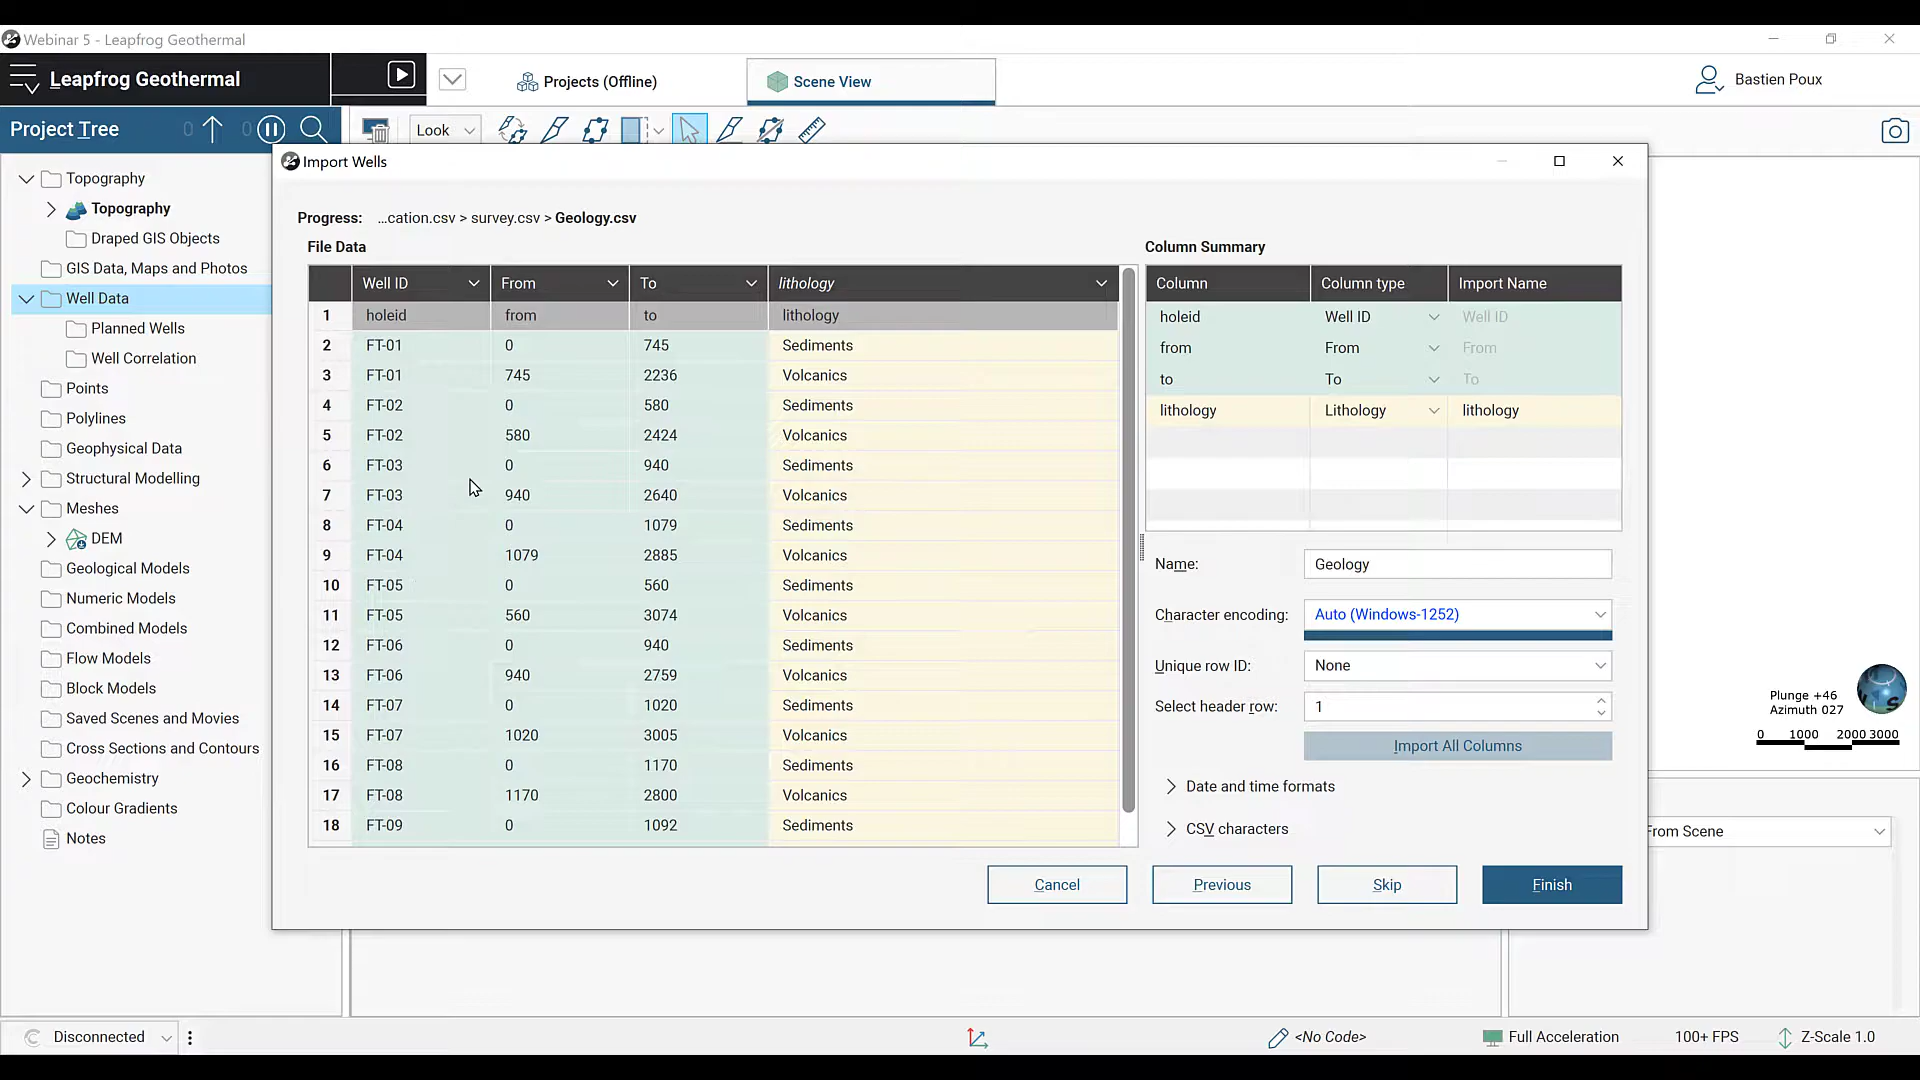 Webinar 5 - Leapfrog Geothermal
Leapfrog Geothermal
Projects (Offline)
Scene View
Bastien Poux
Project Tree
0
0
Look
Topography
Topography
Draped GIS Objects
GIS Data, Maps and Photos
Well Data
Planned Wells
Well Correlation
Points
Polylines
Geophysical Data
Structural Modelling
Meshes
DEM
Geological Models
Numeric Models
Combined Models
Flow Models
Block Models
Saved Scenes and Movies
Cross Sections and Contours
Geochemistry
Colour Gradients
Notes
Import Wells
Progress: ...cation.csv > survey.csv > Geology.csv
File Data
Well ID From To lithology
1 holeid from to lithology
2 FT-01 0 745 Sediments
3 FT-01 745 2236 Volcanics
4 FT-02 0 580 Sediments
5 FT-02 580 2424 Volcanics
6 FT-03 0 940 Sediments
7 FT-03 940 2640 Volcanics
8 FT-04 0 1079 Sediments
9 FT-04 1079 2885 Volcanics
10 FT-05 0 560 Sediments
11 FT-05 560 3074 Volcanics
12 FT-06 0 940 Sediments
13 FT-06 940 2759 Volcanics
14 FT-07 0 1020 Sediments
15 FT-07 1020 3005 Volcanics
16 FT-08 0 1170 Sediments
17 FT-08 1170 2800 Volcanics
18 FT-09 0 1092 Sediments
Column Summary
Column Column type Import Name
holeid Well ID Well ID
from From From
to To To
lithology Lithology lithology
Name: Geology
Character encoding: Auto (Windows-1252)
Unique row ID: None
Select header row: 1
Import All Columns
Date and time formats
CSV characters
Cancel
Previous
Skip
Finish
Plunge +46
Azimuth 027
0 1000 2000 3000
From Scene
Disconnected
<No Code>
Full Acceleration
100+ FPS
Z-Scale 1.0